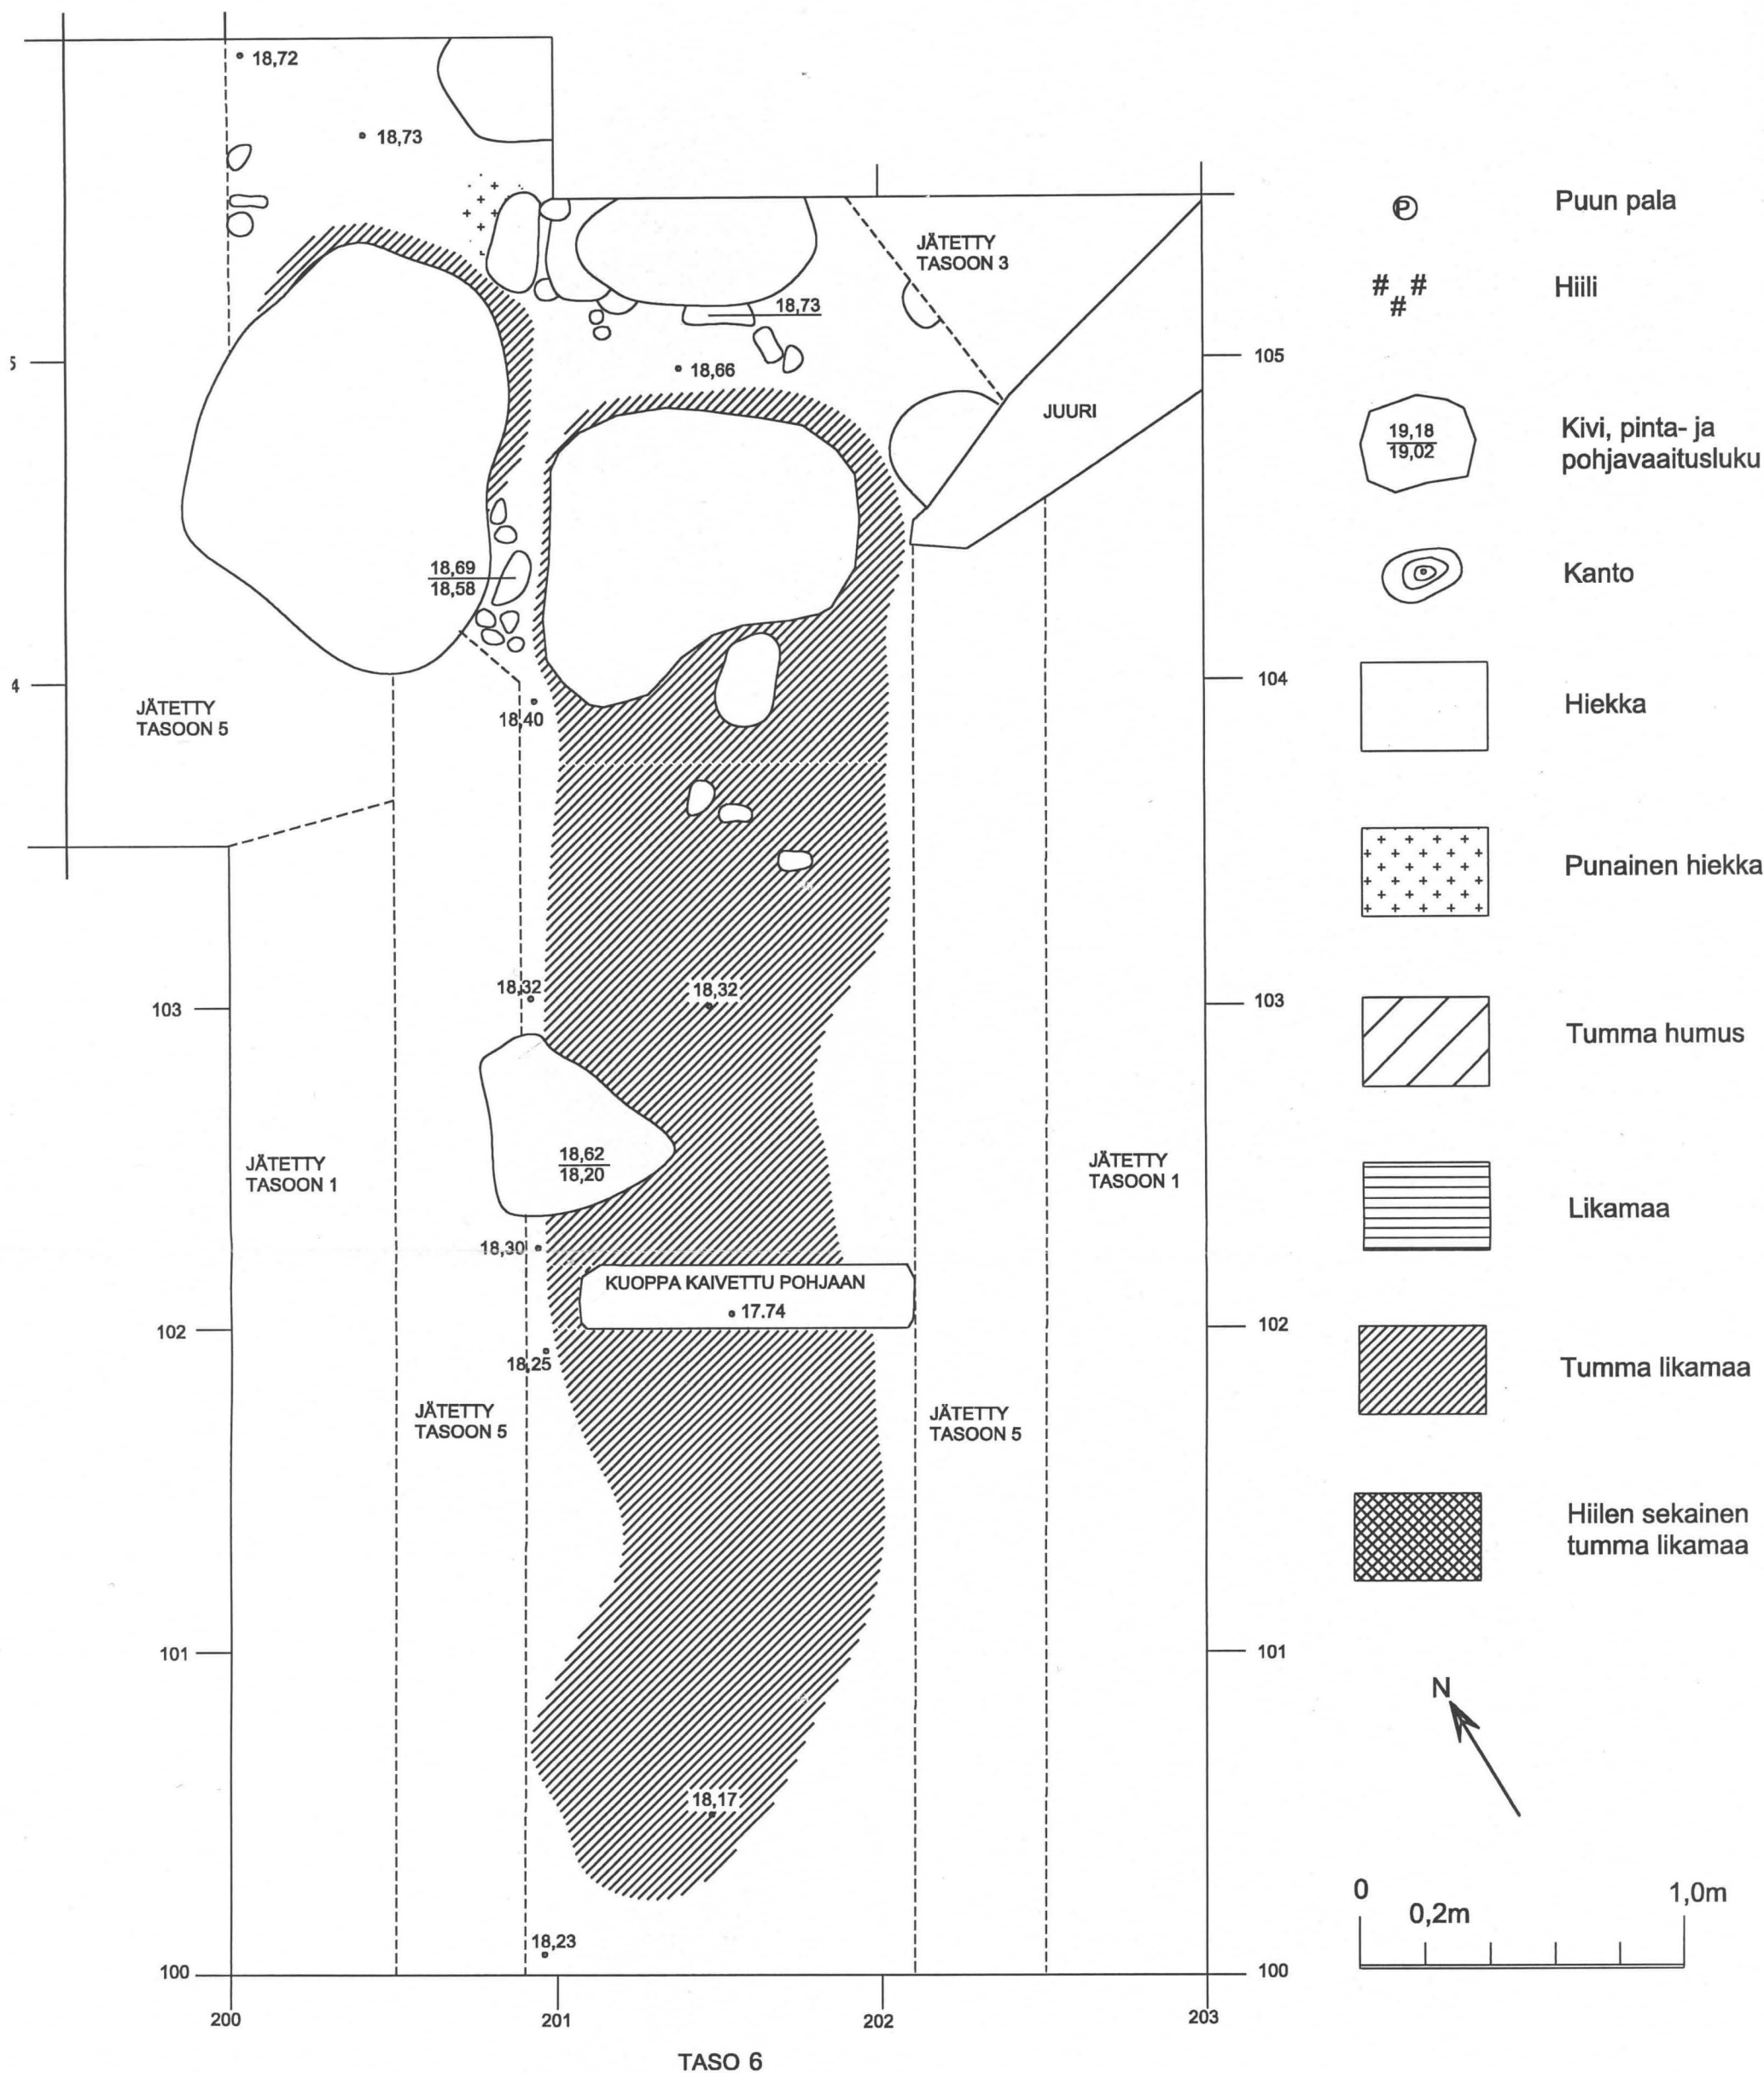 18,72
18,73
JÄTETTY
TASOON 3
18,73
5
105
18,66
JUURI
18,69
18,58
4
104
JÄTETTY
TASOON 5
18,40
18,32
18,32
103
103
JÄTETTY
TASOON 1
18,62
18,20
JÄTETTY
TASOON 1
18,30
KUOPPA KAIVETTU POHJAAN
17.74
102
102
18,25
JÄTETTY
TASOON 5
JÄTETTY
TASOON 5
101
101
18,17
18,23
100
100
200
201
202
203
TASO 6
P
Puun pala
# #
#
Hiili
19,18
19,02
Kivi, pinta- ja
pohjavaaitusluku
Kanto
Hiekka
Punainen hiekka
Tumma humus
Likamaa
Tumma likamaa
Hiilen sekainen
tumma likamaa
N
0
1,0m
0,2m